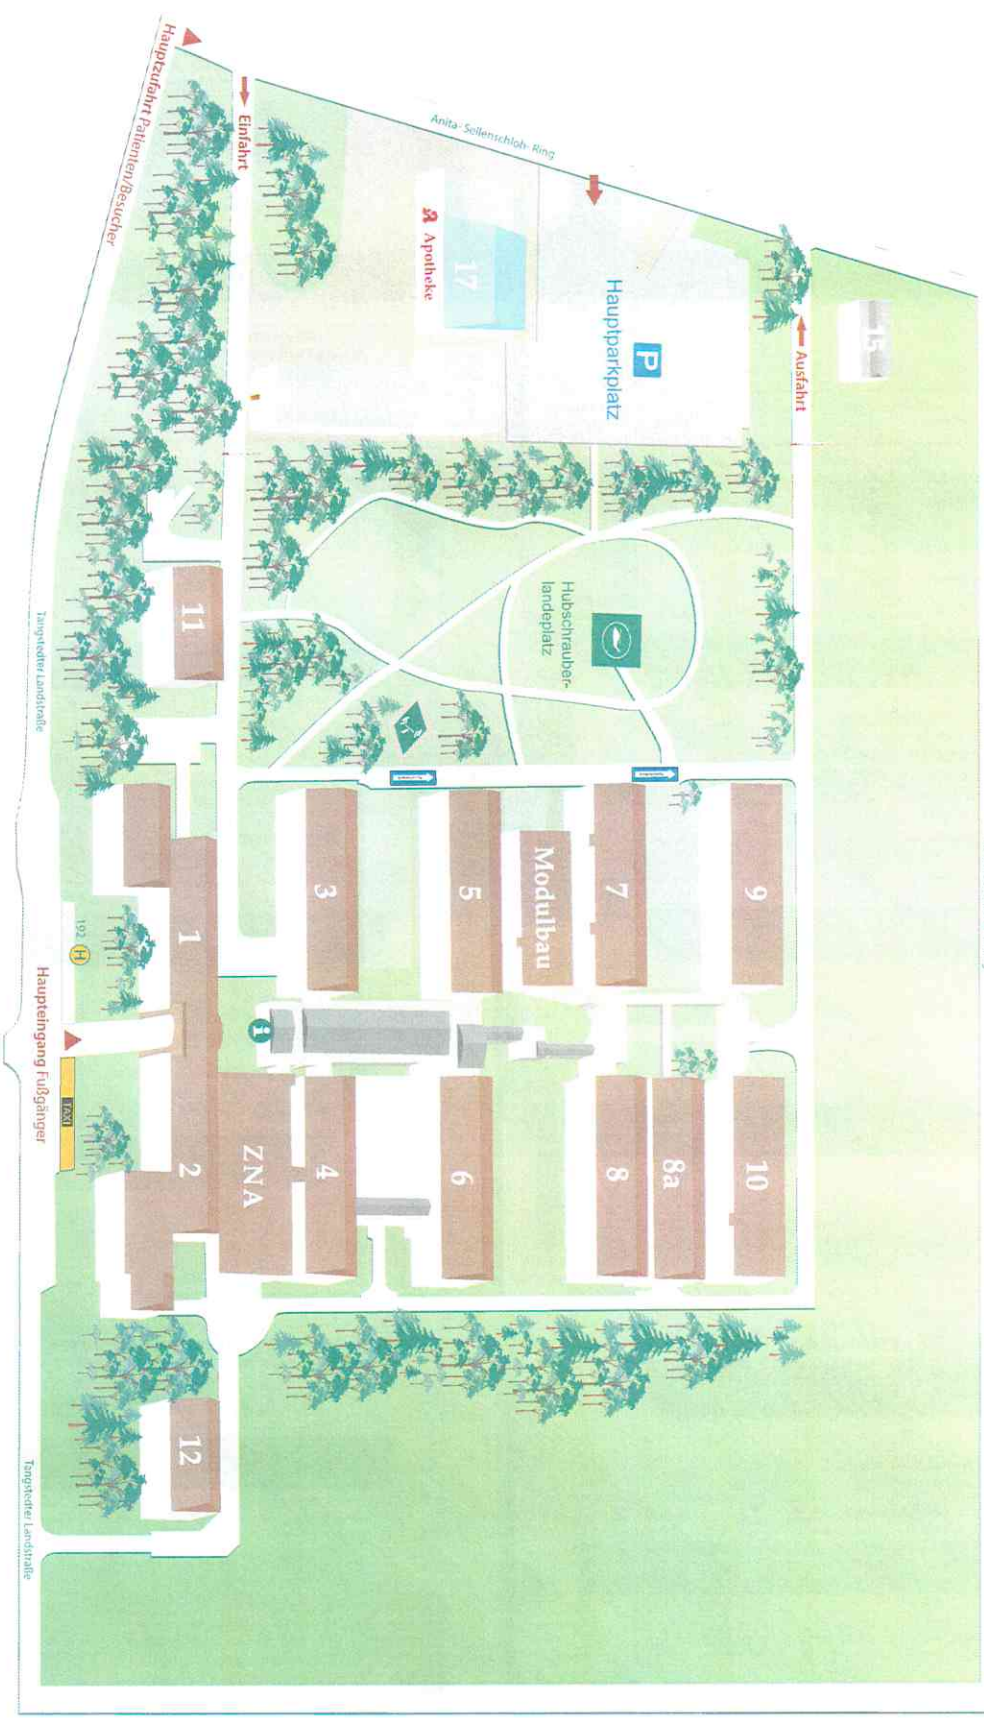 Hauptzufahrt Patienten/Besucher
Einfahrt
Anita-Sellenschloh-Ring
Apotheke
17
P
Hauptparkplatz
Ausfahrt
15
Hubschrauber-
landeplatz
11
Tangstedter Landstraße
9
7
Modulbau
5
3
1
192
H
Haupteingang Fußgänger
TAXI
i
10
8a
8
6
4
ZNA
2
12
Tangstedter Landstraße